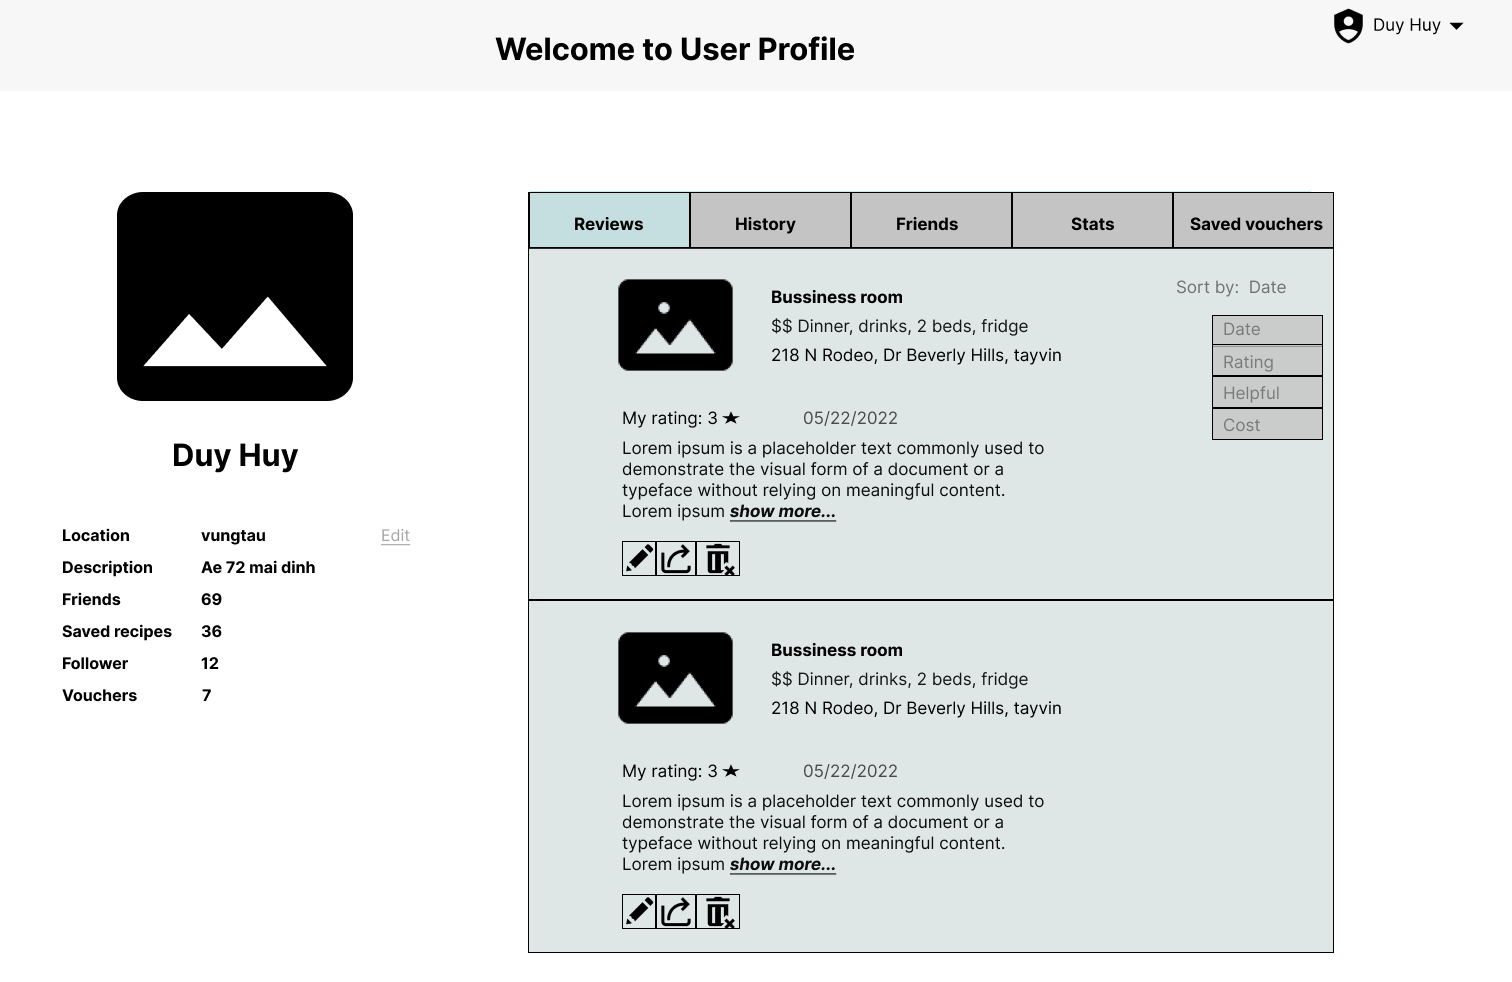 Welcome to User Profile
Duy Huy
Duy Huy
Location vungtau Edit
Description Ae 72 mai dinh
Friends 69
Saved recipes 36
Follower 12
Vouchers 7
Reviews History Friends Stats Saved vouchers
Sort by: Date
Date
Rating
Helpful
Cost
Bussiness room
$$ Dinner, drinks, 2 beds, fridge
218 N Rodeo, Dr Beverly Hills, tayvin
My rating: 3 ★ 05/22/2022
Lorem ipsum is a placeholder text commonly used to
demonstrate the visual form of a document or a
typeface without relying on meaningful content.
Lorem ipsum show more...
Bussiness room
$$ Dinner, drinks, 2 beds, fridge
218 N Rodeo, Dr Beverly Hills, tayvin
My rating: 3 ★ 05/22/2022
Lorem ipsum is a placeholder text commonly used to
demonstrate the visual form of a document or a
typeface without relying on meaningful content.
Lorem ipsum show more...